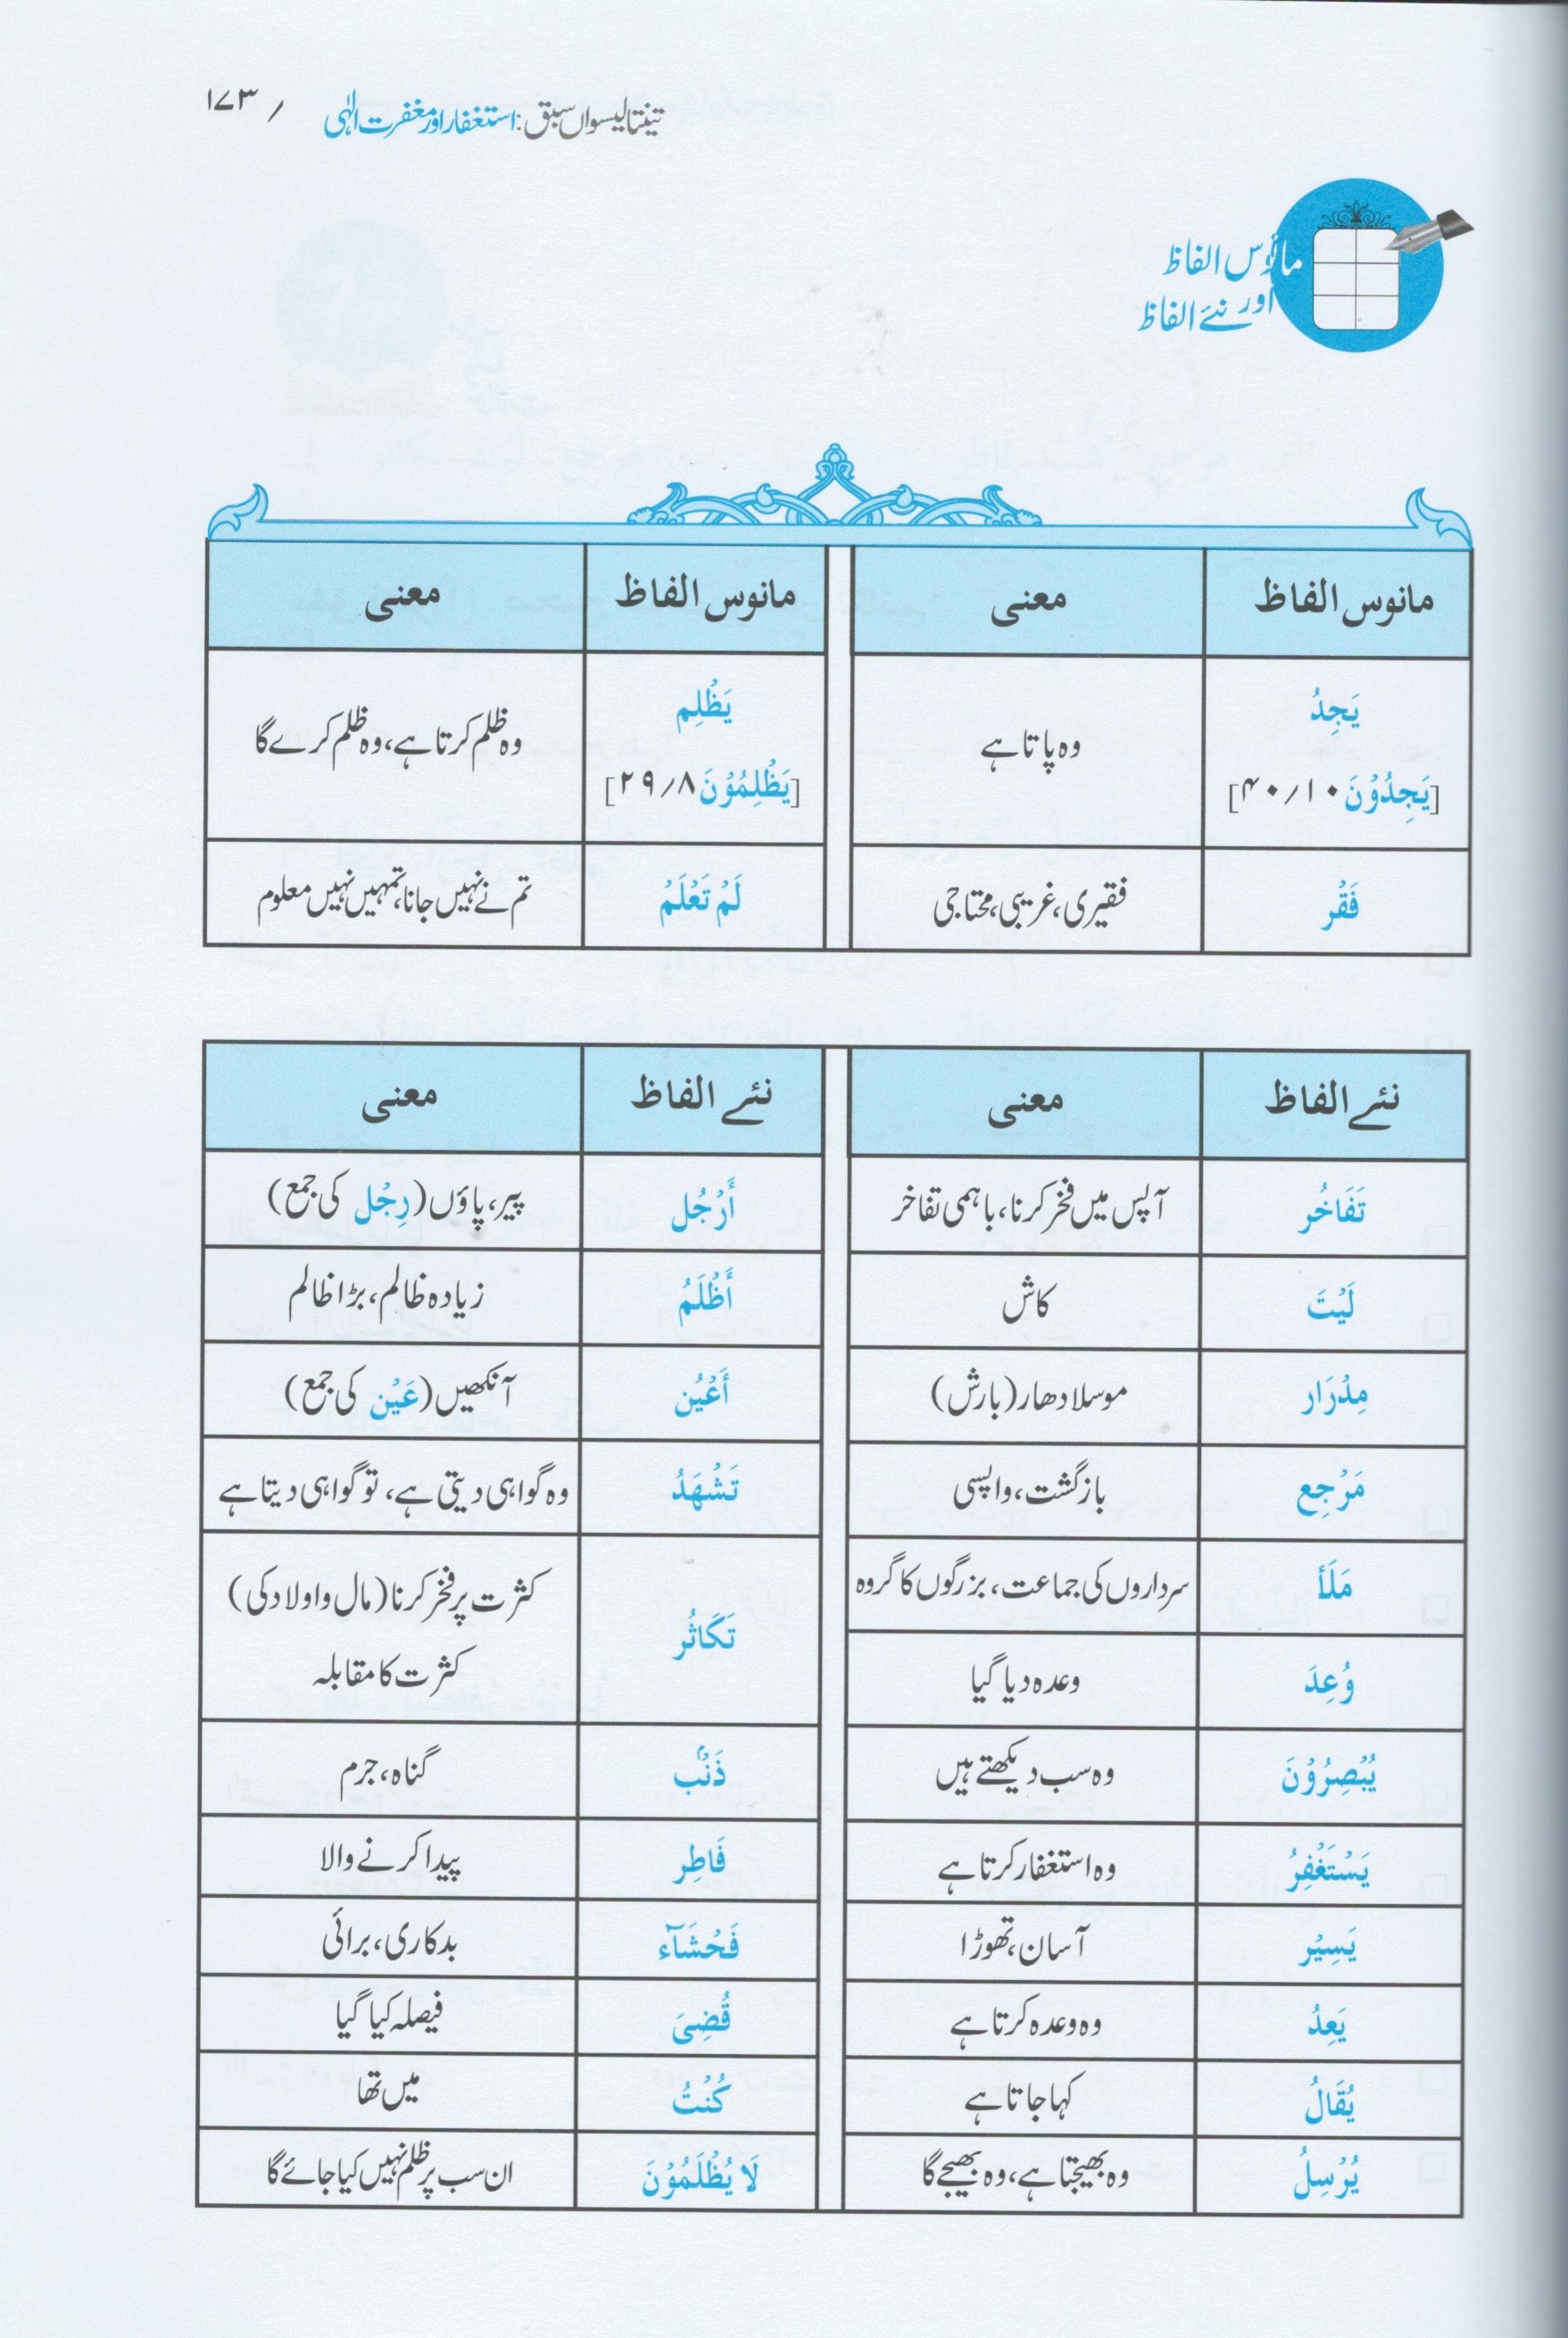 تینتالیسواں سبق: استغفار اور مغفرت الٰہی / ۱۷۳
مانوس الفاظ
اور نئے الفاظ
مانوس الفاظ معنی مانوس الفاظ معنی
یَجِدُ وہ پاتا ہے یَظْلِم وہ ظلم کرتا ہے، وہ ظلم کرے گا
[یَجِدُوْنَ ۴۰/۱۰] [یَظْلِمُوْنَ ۲۹/۸]
فَقْر فقیری، غریبی، محتاجی لَمْ تَعْلَمْ تم نے نہیں جانا، تمہیں نہیں معلوم
نئے الفاظ معنی نئے الفاظ معنی
تَفَاخُر آپس میں فخر کرنا، باہمی تفاخر أَرْجُل پیر، پاؤں (رِجْل کی جمع)
لَیْتَ کاش أَظْلَمُ زیادہ ظالم، بڑا ظالم
مِدْرَار موسلا دھار (بارش) أَعْیُن آنکھیں (عَیْن کی جمع)
مَرْجِع بازگشت، واپسی تَشْهَدُ وہ گواہی دیتی ہے، تو گواہی دیتا ہے
مَلَأ سرداروں کی جماعت، بزرگوں کا گروہ تَکَاثُر کثرت پر فخر کرنا (مال و اولاد کی)
کثرت کا مقابلہ
وُعِدَ وعدہ دیا گیا
یُبْصِرُوْنَ وہ سب دیکھتے ہیں ذَنْبٌ گناہ، جرم
یَسْتَغْفِرُ وہ استغفار کرتا ہے فَاطِر پیدا کرنے والا
یَسِیْر آسان، تھوڑا فَحْشَآء بدکاری، برائی
یَعِدُ وہ وعدہ کرتا ہے قُضِیَ فیصلہ کیا گیا
یُقَالُ کہا جاتا ہے کُنْتُ میں تھا
یُرْسِلُ وہ بھیجتا ہے، وہ بھیجے گا لَا یُظْلَمُوْنَ ان سب پر ظلم نہیں کیا جائے گا